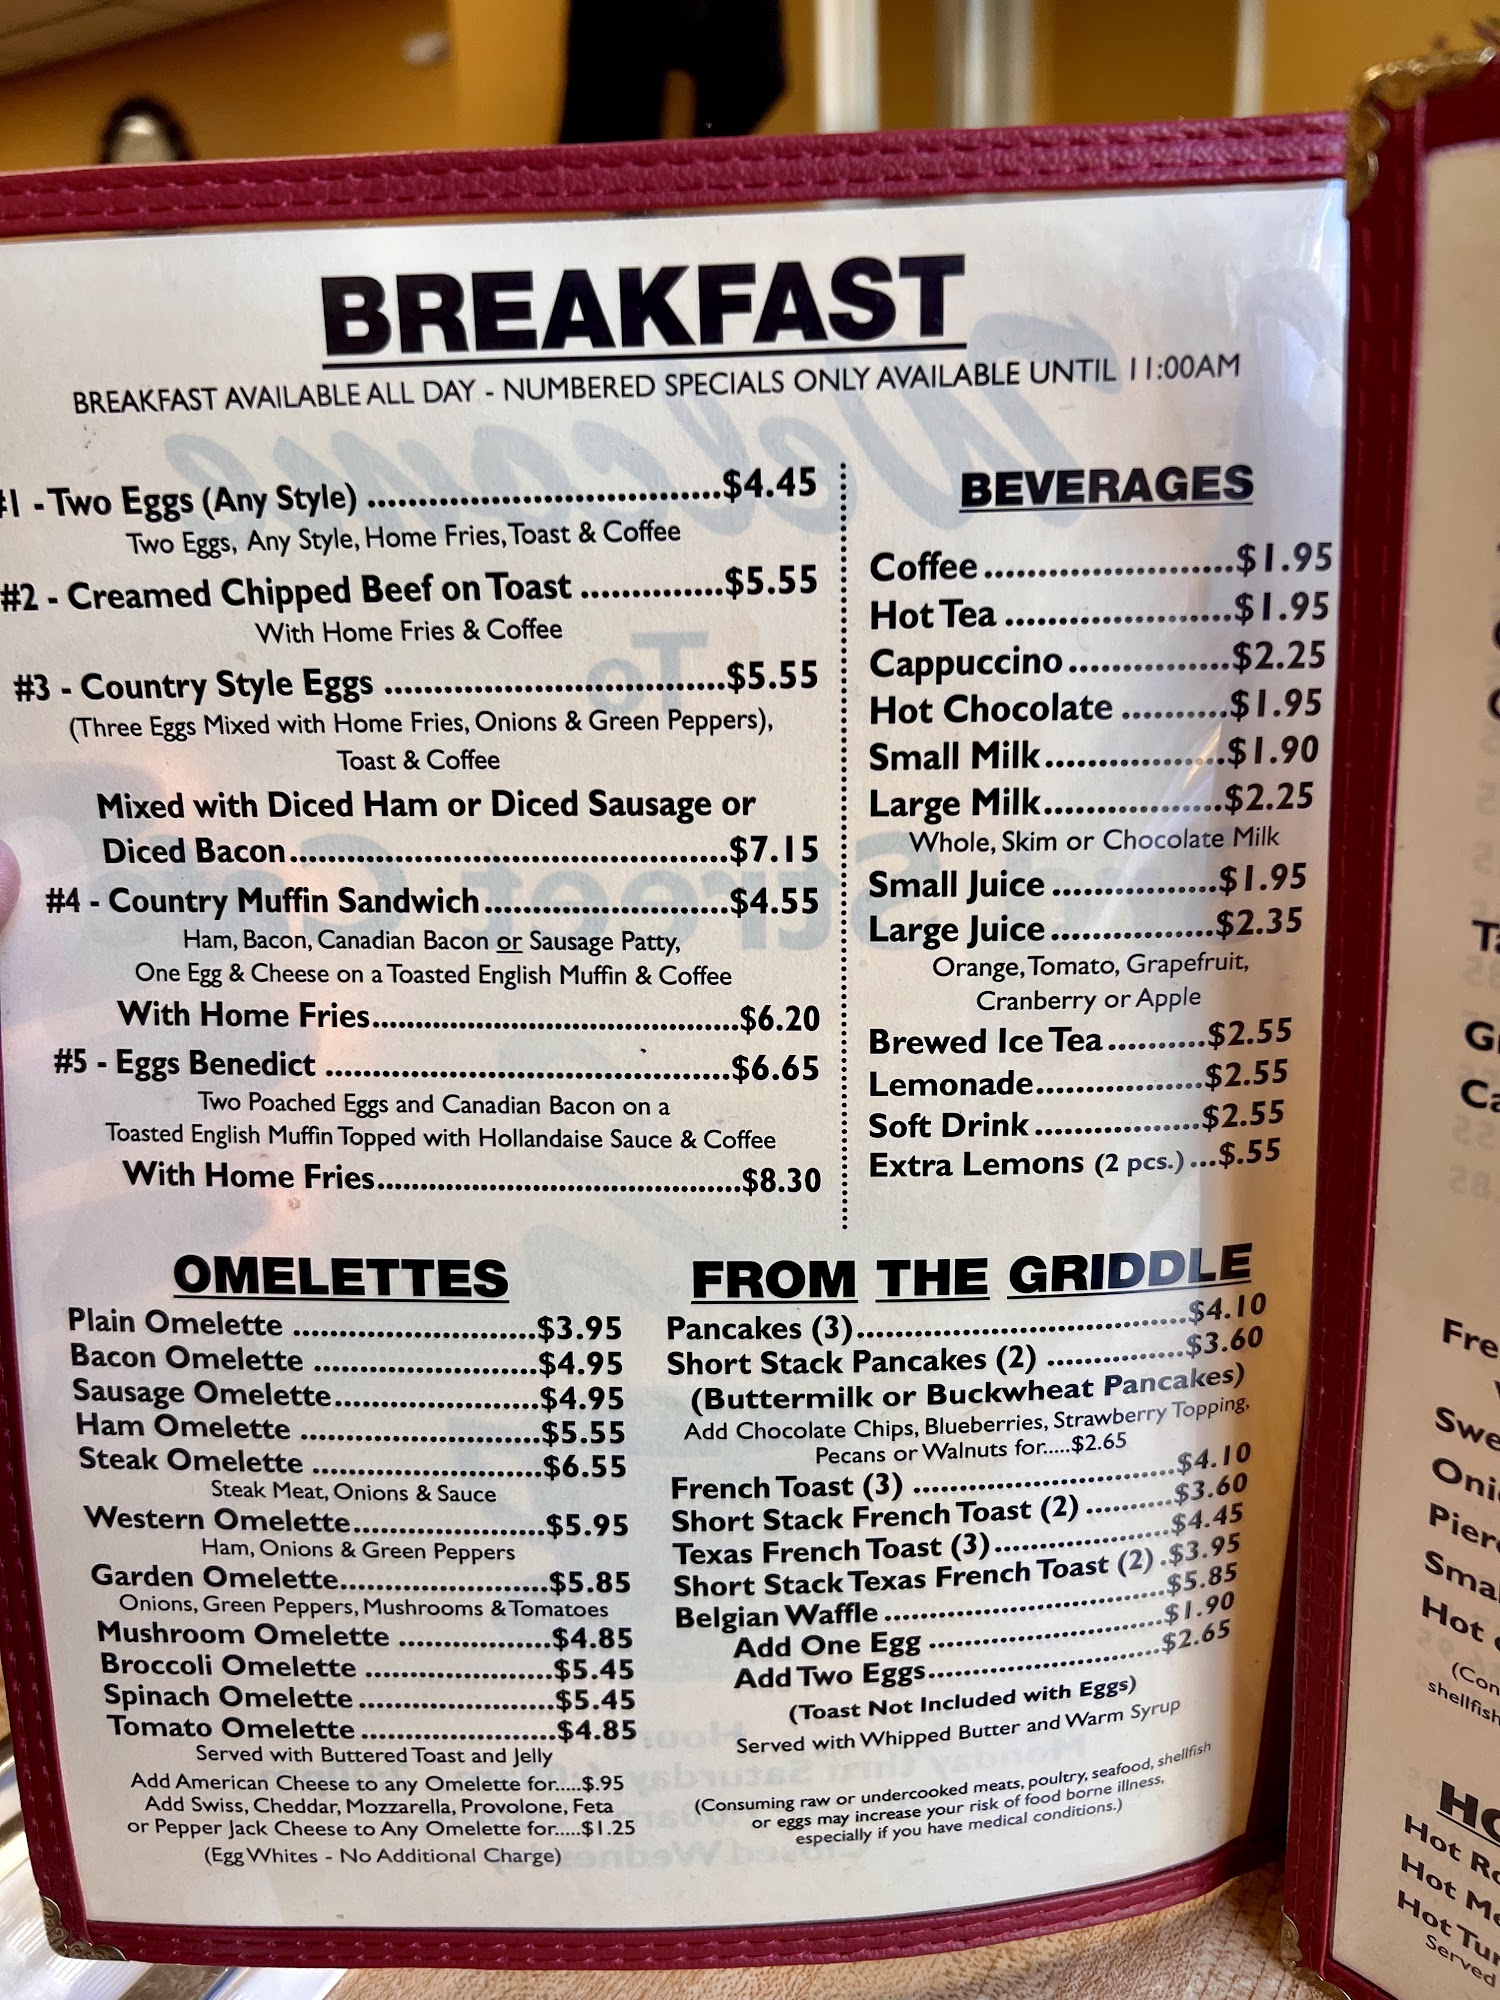 BREAKFAST
BREAKFAST AVAILABLE ALL DAY - NUMBERED SPECIALS ONLY AVAILABLE UNTIL 11:00AM
#1 - Two Eggs (Any Style) ........................................$4.45
Two Eggs, Any Style, Home Fries, Toast & Coffee
#2 - Creamed Chipped Beef on Toast ...............$5.55
With Home Fries & Coffee
#3 - Country Style Eggs .....................................$5.55
(Three Eggs Mixed with Home Fries, Onions & Green Peppers),
Toast & Coffee
Mixed with Diced Ham or Diced Sausage or
Diced Bacon................................................$7.15
#4 - Country Muffin Sandwich...........................$4.55
Ham, Bacon, Canadian Bacon or Sausage Patty,
One Egg & Cheese on a Toasted English Muffin & Coffee
With Home Fries........................................$6.20
#5 - Eggs Benedict ............................................$6.65
Two Poached Eggs and Canadian Bacon on a
Toasted English Muffin Topped with Hollandaise Sauce & Coffee
With Home Fries........................................$8.30
BEVERAGES
Coffee...........................$1.95
Hot Tea .........................$1.95
Cappuccino.................$2.25
Hot Chocolate ...........$1.95
Small Milk....................$1.90
Large Milk....................$2.25
Whole, Skim or Chocolate Milk
Small Juice ..................$1.95
Large Juice..................$2.35
Orange, Tomato, Grapefruit,
Cranberry or Apple
Brewed Ice Tea..........$2.55
Lemonade..................$2.55
Soft Drink ..................$2.55
Extra Lemons (2 pcs.)...$.55
OMELETTES
Plain Omelette ..........................$3.95
Bacon Omelette ........................$4.95
Sausage Omelette......................$4.95
Ham Omelette ..........................$5.55
Steak Omelette .........................$6.55
Steak Meat, Onions & Sauce
Western Omelette.....................$5.95
Ham, Onions & Green Peppers
Garden Omelette.......................$5.85
Onions, Green Peppers, Mushrooms & Tomatoes
Mushroom Omelette .................$4.85
Broccoli Omelette .....................$5.45
Spinach Omelette......................$5.45
Tomato Omelette......................$4.85
Served with Buttered Toast and Jelly
Add American Cheese to any Omelette for.....$.95
Add Swiss, Cheddar, Mozzarella, Provolone, Feta
or Pepper Jack Cheese to Any Omelette for.....$1.25
(Egg Whites - No Additional Charge)
FROM THE GRIDDLE
Pancakes (3)......................................$4.10
Short Stack Pancakes (2) ................$3.60
(Buttermilk or Buckwheat Pancakes)
Add Chocolate Chips, Blueberries, Strawberry Topping,
Pecans or Walnuts for.....$2.65
French Toast (3) ..............................$4.10
Short Stack French Toast (2) ..........$3.60
Texas French Toast (3)....................$4.45
Short Stack Texas French Toast (2) .$3.95
Belgian Waffle ................................$5.85
Add One Egg ...........................$1.90
Add Two Eggs...........................$2.65
(Toast Not Included with Eggs)
Served with Whipped Butter and Warm Syrup
(Consuming raw or undercooked meats, poultry, seafood, shellfish
or eggs may increase your risk of food borne illness,
especially if you have medical conditions.)
Hot
Hot
Served